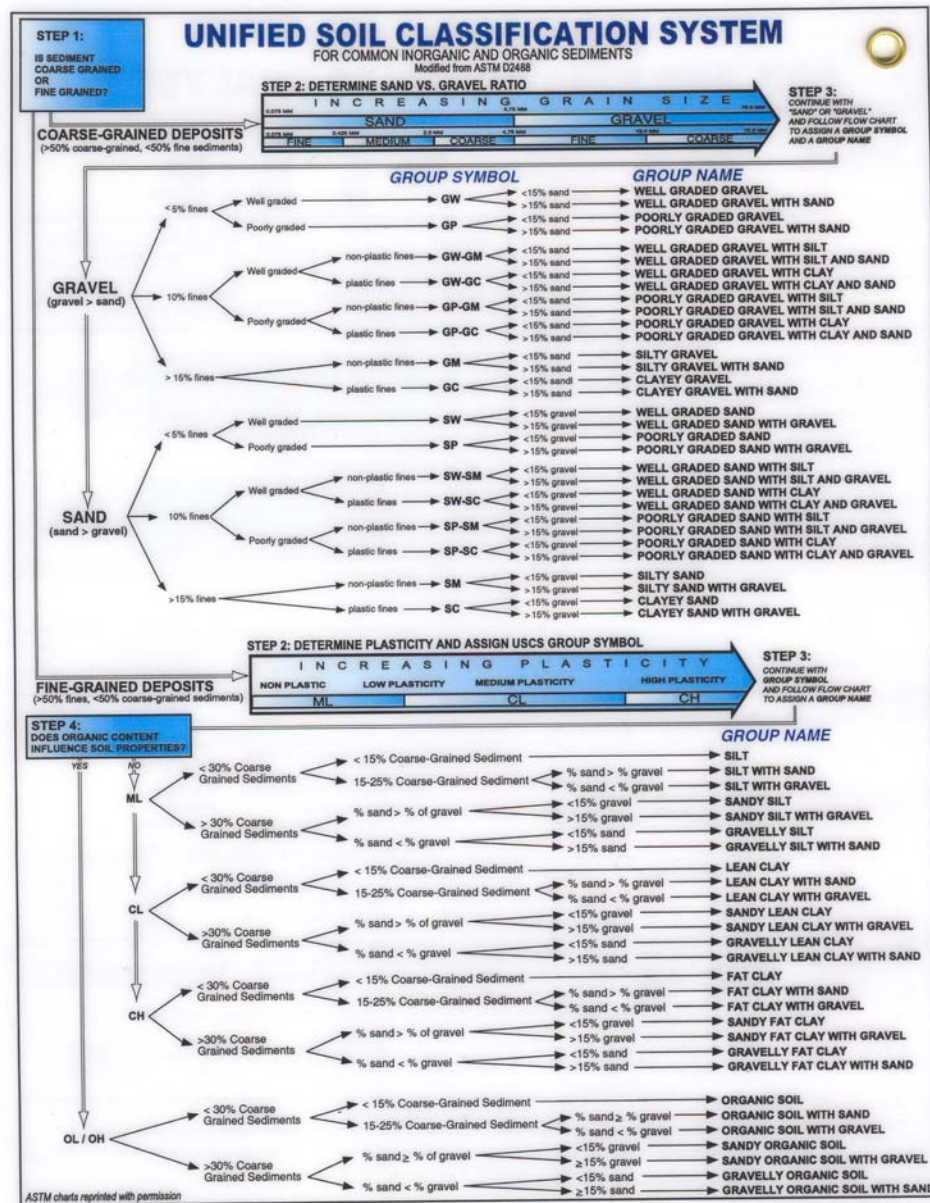 STEP 1:
IS SEDIMENT
COARSE GRAINED
OR
FINE GRAINED?
UNIFIED SOIL CLASSIFICATION SYSTEM
FOR COMMON INORGANIC AND ORGANIC SEDIMENTS
Modified from ASTM D2488
STEP 2: DETERMINE SAND VS. GRAVEL RATIO
INCREASING GRAIN SIZE
0.075 MM 4.75 MM 75.0 MM
SAND GRAVEL
0.075 MM 0.425 MM 2.0 MM 4.75 MM 19.0 MM 75.0 MM
FINE MEDIUM COARSE FINE COARSE
STEP 3:
CONTINUE WITH
"SAND" OR "GRAVEL"
AND FOLLOW FLOW CHART
TO ASSIGN A GROUP SYMBOL
AND A GROUP NAME
COARSE-GRAINED DEPOSITS
(>50% coarse-grained, <50% fine sediments)
GROUP SYMBOL GROUP NAME
GRAVEL
(gravel > sand)
<5% fines Well graded GW <15% sand WELL GRADED GRAVEL
>15% sand WELL GRADED GRAVEL WITH SAND
Poorly graded GP <15% sand POORLY GRADED GRAVEL
>15% sand POORLY GRADED GRAVEL WITH SAND
10% fines Well graded non-plastic fines GW-GM <15% sand WELL GRADED GRAVEL WITH SILT
>15% sand WELL GRADED GRAVEL WITH SILT AND SAND
plastic fines GW-GC <15% sand WELL GRADED GRAVEL WITH CLAY
>15% sand WELL GRADED GRAVEL WITH CLAY AND SAND
Poorly graded non-plastic fines GP-GM <15% sand POORLY GRADED GRAVEL WITH SILT
>15% sand POORLY GRADED GRAVEL WITH SILT AND SAND
plastic fines GP-GC <15% sand POORLY GRADED GRAVEL WITH CLAY
>15% sand POORLY GRADED GRAVEL WITH CLAY AND SAND
> 15% fines non-plastic fines GM <15% sand SILTY GRAVEL
>15% sand SILTY GRAVEL WITH SAND
plastic fines GC <15% sandl CLAYEY GRAVEL
>15% sand CLAYEY GRAVEL WITH SAND
SAND
(sand > gravel)
<5% fines Well graded SW <15% gravel WELL GRADED SAND
>15% gravel WELL GRADED SAND WITH GRAVEL
Poorly graded SP <15% gravel POORLY GRADED SAND
>15% gravel POORLY GRADED SAND WITH GRAVEL
10% fines Well graded non-plastic fines SW-SM <15% gravel WELL GRADED SAND WITH SILT
>15% gravel WELL GRADED SAND WITH SILT AND GRAVEL
plastic fines SW-SC <15% gravel WELL GRADED SAND WITH CLAY
>15% gravel WELL GRADED SAND WITH CLAY AND GRAVEL
Poorly graded non-plastic fines SP-SM <15% gravel POORLY GRADED SAND WITH SILT
>15% gravel POORLY GRADED SAND WITH SILT AND GRAVEL
plastic fines SP-SC <15% gravel POORLY GRADED SAND WITH CLAY
>15% gravel POORLY GRADED SAND WITH CLAY AND GRAVEL
>15% fines non-plastic fines SM <15% gravel SILTY SAND
>15% gravel SILTY SAND WITH GRAVEL
plastic fines SC <15% gravel CLAYEY SAND
>15% gravel CLAYEY SAND WITH GRAVEL
STEP 2: DETERMINE PLASTICITY AND ASSIGN USCS GROUP SYMBOL
INCREASING PLASTICITY
NON PLASTIC LOW PLASTICITY MEDIUM PLASTICITY HIGH PLASTICITY
ML CL CH
STEP 3:
CONTINUE WITH
GROUP SYMBOL
AND FOLLOW FLOW CHART
TO ASSIGN A GROUP NAME
FINE-GRAINED DEPOSITS
(>50% fines, <50% coarse-grained sediments)
STEP 4:
DOES ORGANIC CONTENT
INFLUENCE SOIL PROPERTIES?
YES NO
GROUP NAME
ML
<30% Coarse
Grained Sediments
< 15% Coarse-Grained Sediment SILT
15-25% Coarse-Grained Sediment % sand > % gravel SILT WITH SAND
% sand < % gravel SILT WITH GRAVEL
> 30% Coarse
Grained Sediments
% sand > % of gravel <15% gravel SANDY SILT
>15% gravel SANDY SILT WITH GRAVEL
% sand < % gravel <15% sand GRAVELLY SILT
>15% sand GRAVELLY SILT WITH SAND
CL
<30% Coarse
Grained Sediments
< 15% Coarse-Grained Sediment LEAN CLAY
15-25% Coarse-Grained Sediment % sand > % gravel LEAN CLAY WITH SAND
% sand < % gravel LEAN CLAY WITH GRAVEL
>30% Coarse
Grained Sediments
% sand > % of gravel <15% gravel SANDY LEAN CLAY
>15% gravel SANDY LEAN CLAY WITH GRAVEL
% sand < % gravel <15% sand GRAVELLY LEAN CLAY
>15% sand GRAVELLY LEAN CLAY WITH SAND
CH
< 30% Coarse
Grained Sediments
< 15% Coarse-Grained Sediment FAT CLAY
15-25% Coarse-Grained Sediment % sand > % gravel FAT CLAY WITH SAND
% sand < % gravel FAT CLAY WITH GRAVEL
>30% Coarse
Grained Sediments
% sand > % of gravel <15% gravel SANDY FAT CLAY
>15% gravel SANDY FAT CLAY WITH GRAVEL
% sand < % gravel <15% sand GRAVELLY FAT CLAY
>15% sand GRAVELLY FAT CLAY WITH SAND
OL / OH
< 30% Coarse
Grained Sediments
< 15% Coarse-Grained Sediment ORGANIC SOIL
15-25% Coarse-Grained Sediment % sand ≥ % gravel ORGANIC SOIL WITH SAND
% sand < % gravel ORGANIC SOIL WITH GRAVEL
>30% Coarse
Grained Sediments
% sand ≥ % of gravel <15% gravel SANDY ORGANIC SOIL
≥15% gravel SANDY ORGANIC SOIL WITH GRAVEL
% sand < % gravel <15% sand GRAVELLY ORGANIC SOIL
≥15% sand GRAVELLY ORGANIC SOIL WITH SAND
ASTM charts reprinted with permission